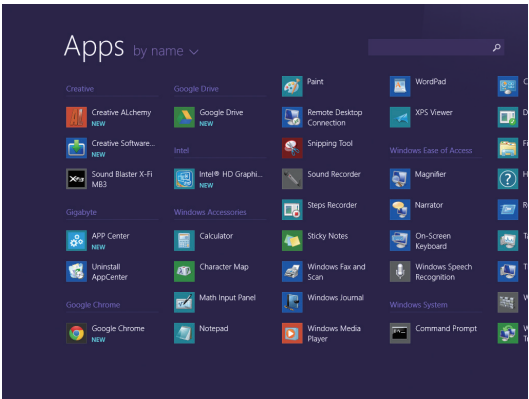 Apps by name
Creative
Creative ALchemy
NEW
Creative Software...
NEW
Sound Blaster X-Fi
MB3
Gigabyte
APP Center
NEW
Uninstall
AppCenter
Google Chrome
Google Chrome
NEW
Google Drive
Google Drive
NEW
Intel
Intel® HD Graphi...
NEW
Windows Accessories
Calculator
Character Map
Math Input Panel
Notepad
Paint
Remote Desktop
Connection
Snipping Tool
Sound Recorder
Steps Recorder
Sticky Notes
Windows Fax and
Scan
Windows Journal
Windows Media
Player
WordPad
XPS Viewer
Windows Ease of Access
Magnifier
Narrator
On-Screen
Keyboard
Windows Speech
Recognition
Windows System
Command Prompt